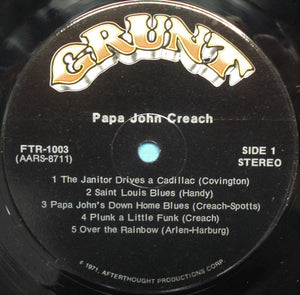 GRUNT
Papa John Creach
FTR-1003
(AARS-8711)
SIDE 1
STEREO
1 The Janitor Drives a Cadillac (Covington)
2 Saint Louis Blues (Handy)
3 Papa John's Down Home Blues (Creach-Spotts)
4 Plunk a Little Funk (Creach)
5 Over the Rainbow (Arlen-Harburg)
℗ 1971, AFTERTHOUGHT PRODUCTIONS CORP.